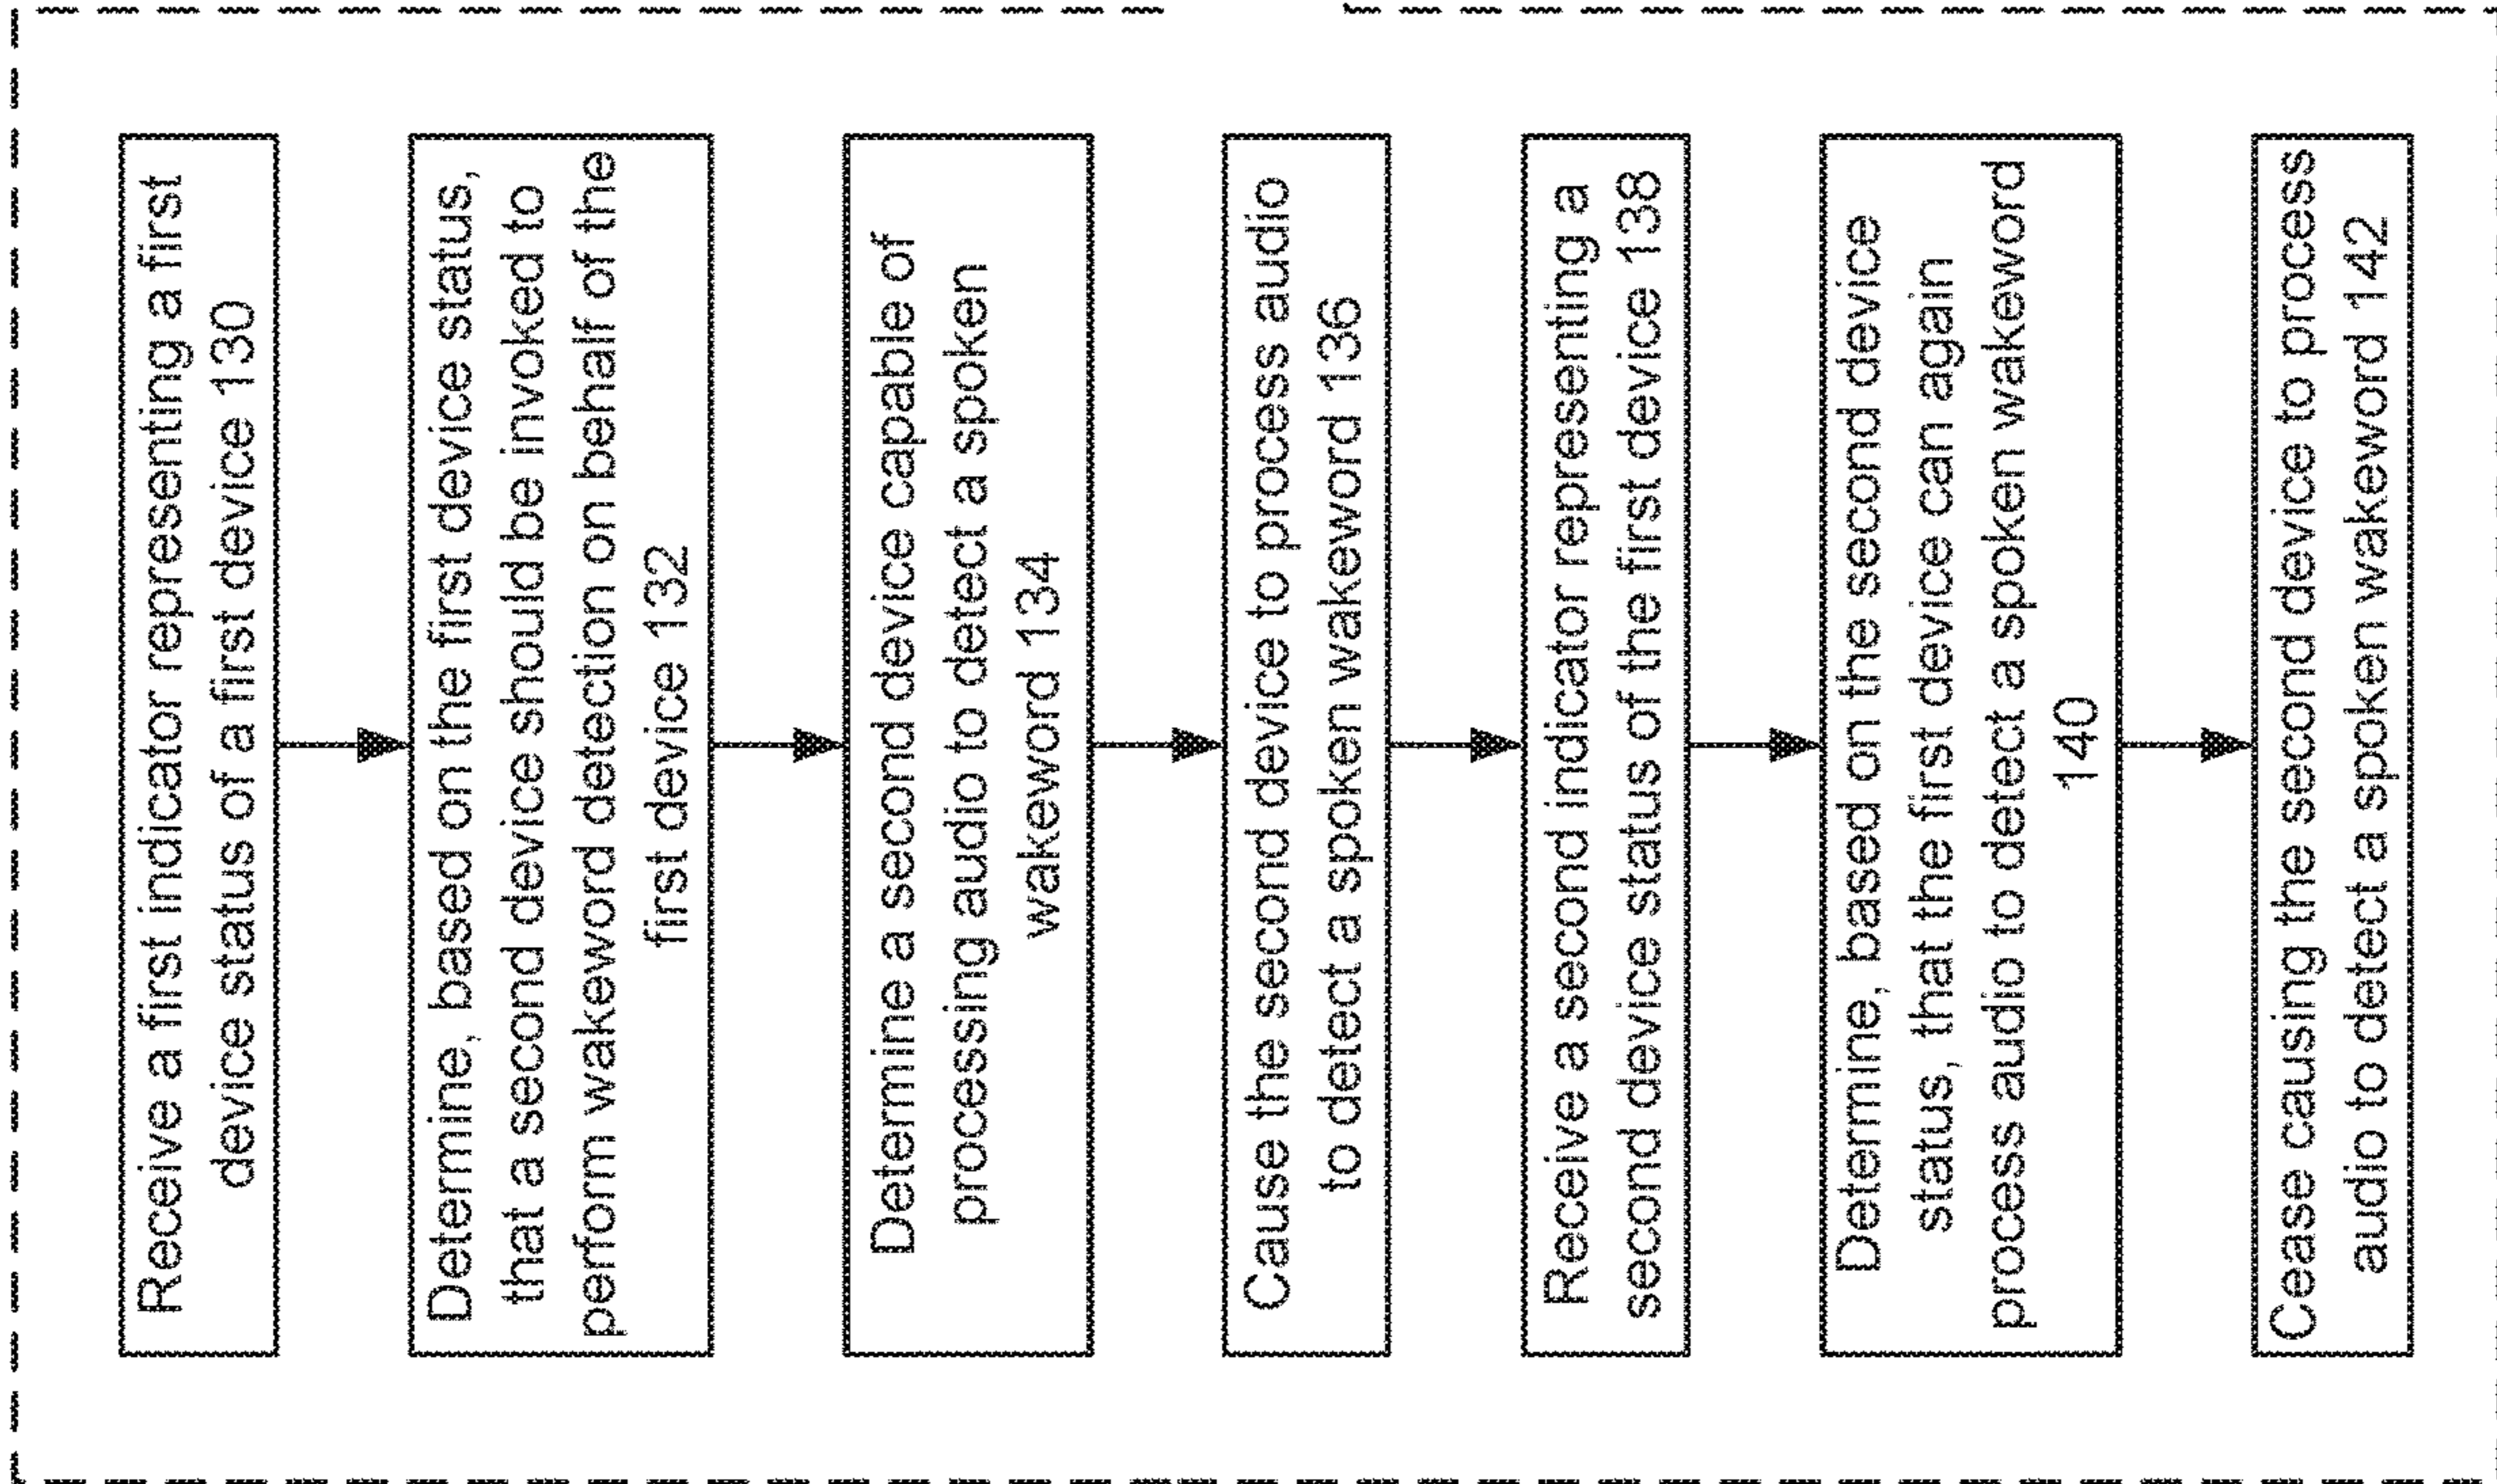 Receive a first indicator representing a first
device status of a first device 130
Determine, based on the first device status,
that a second device should be invoked to
perform wakeword detection on behalf of the
first device 132
Determine a second device capable of
processing audio to detect a spoken
wakeword 134
Cause the second device to process audio
to detect a spoken wakeword 136
Receive a second indicator representing a
second device status of the first device 138
Determine, based on the second device
status, that the first device can again
process audio to detect a spoken wakeword
140
Cease causing the second device to process
audio to detect a spoken wakeword 142